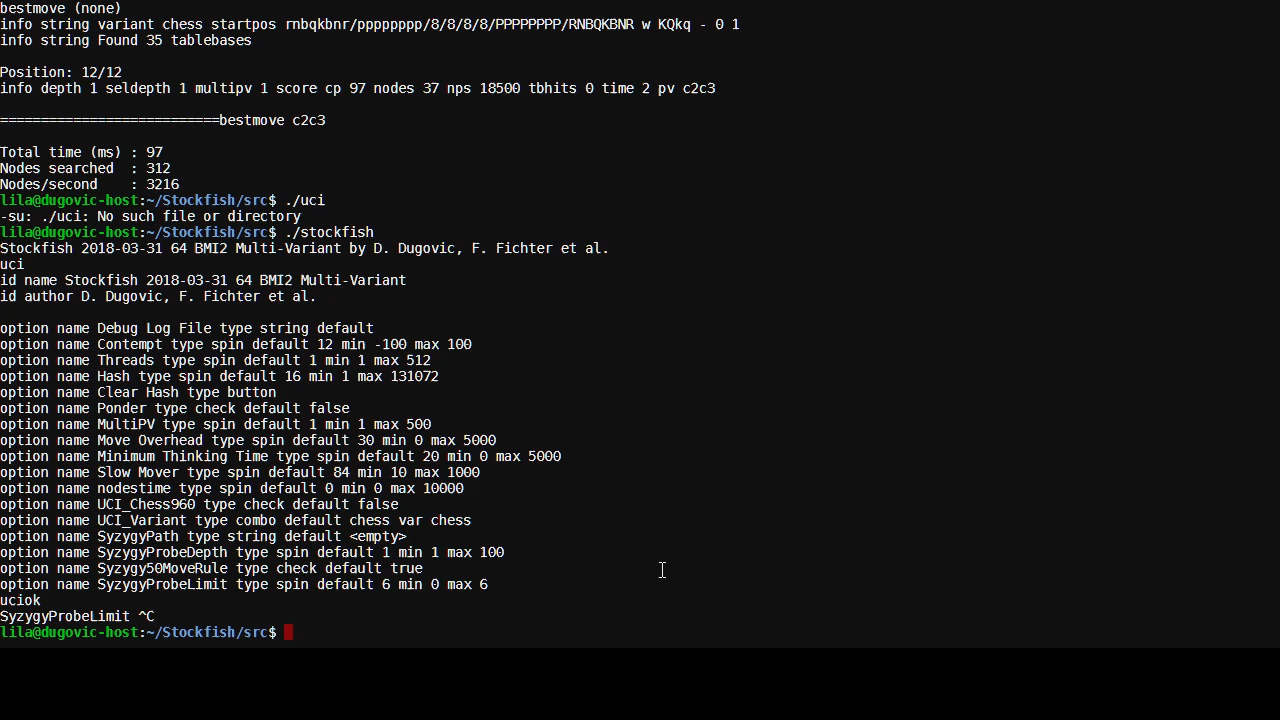 bestmove (none)
info string variant chess startpos rnbqkbnr/pppppppp/8/8/8/8/PPPPPPPP/RNBQKBNR w KQkq - 0 1
info string Found 35 tablebases
Position: 12/12
info depth 1 seldepth 1 multipv 1 score cp 97 nodes 37 nps 18500 tbhits 0 time 2 pv c2c3
===========================bestmove c2c3
Total time (ms) : 97
Nodes searched  : 312
Nodes/second    : 3216
lila@dugovic-host:~/Stockfish/src$ ./uci
-su: ./uci: No such file or directory
lila@dugovic-host:~/Stockfish/src$ ./stockfish
Stockfish 2018-03-31 64 BMI2 Multi-Variant by D. Dugovic, F. Fichter et al.
uci
id name Stockfish 2018-03-31 64 BMI2 Multi-Variant
id author D. Dugovic, F. Fichter et al.
option name Debug Log File type string default
option name Contempt type spin default 12 min -100 max 100
option name Threads type spin default 1 min 1 max 512
option name Hash type spin default 16 min 1 max 131072
option name Clear Hash type button
option name Ponder type check default false
option name MultiPV type spin default 1 min 1 max 500
option name Move Overhead type spin default 30 min 0 max 5000
option name Minimum Thinking Time type spin default 20 min 0 max 5000
option name Slow Mover type spin default 84 min 10 max 1000
option name nodestime type spin default 0 min 0 max 10000
option name UCI_Chess960 type check default false
option name UCI_Variant type combo default chess var chess
option name SyzygyPath type string default <empty>
option name SyzygyProbeDepth type spin default 1 min 1 max 100
option name Syzygy50MoveRule type check default true
option name SyzygyProbeLimit type spin default 6 min 0 max 6
uciok
SyzygyProbeLimit ^C
lila@dugovic-host:~/Stockfish/src$